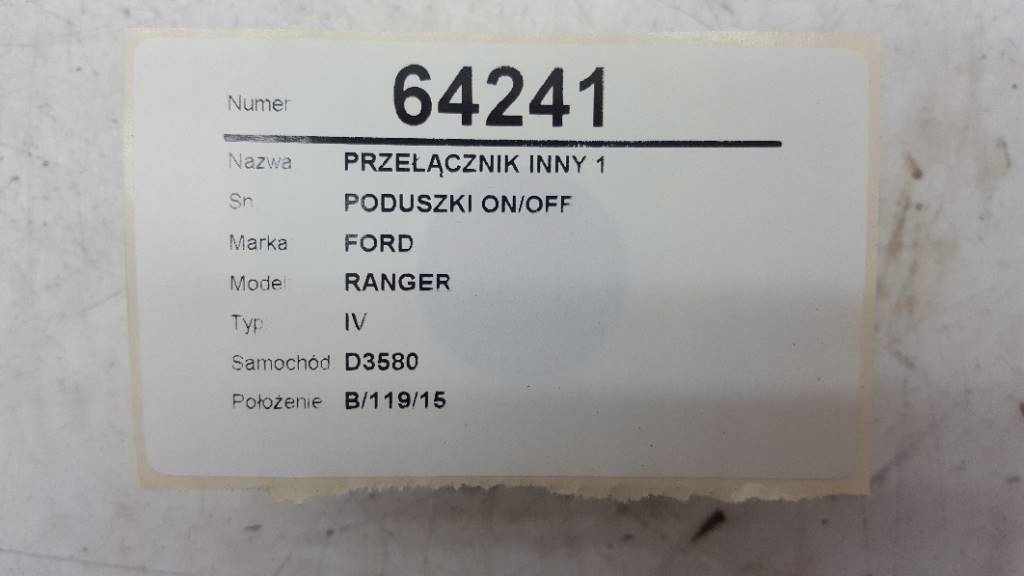 Numer 64241
Nazwa PRZEŁĄCZNIK INNY 1
Sn PODUSZKI ON/OFF
Marka FORD
Model RANGER
Typ IV
Samochód D3580
Położenie B/119/15